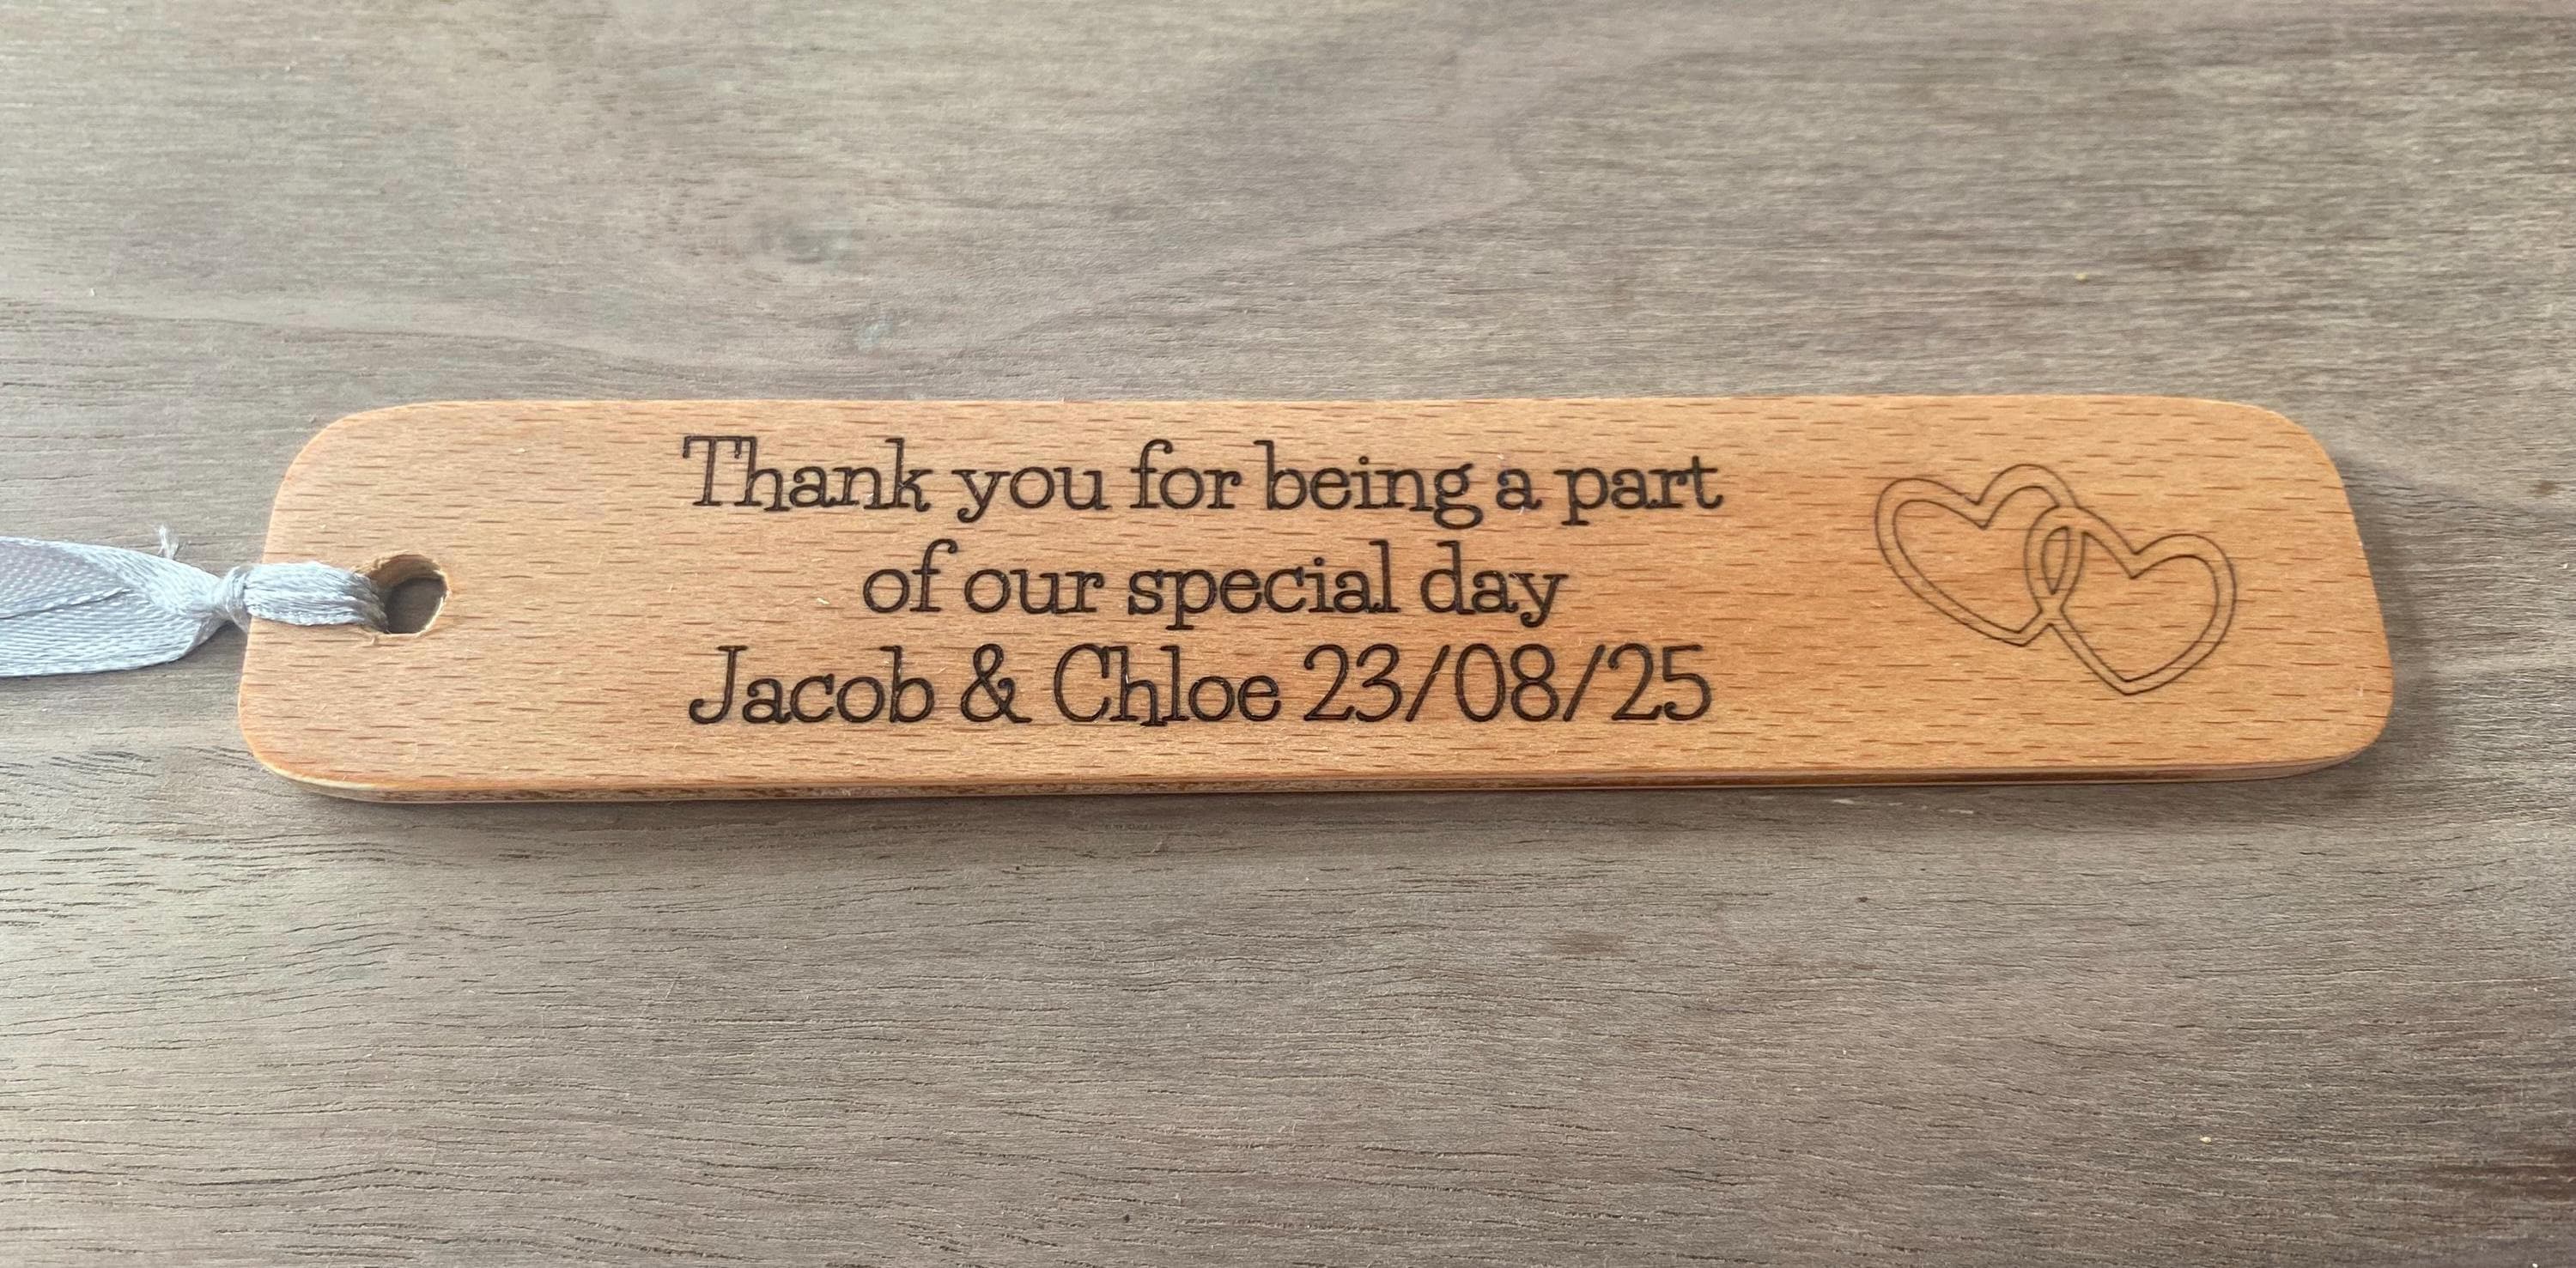 Thank you for being a part
of our special day
Jacob & Chloe 23/08/25